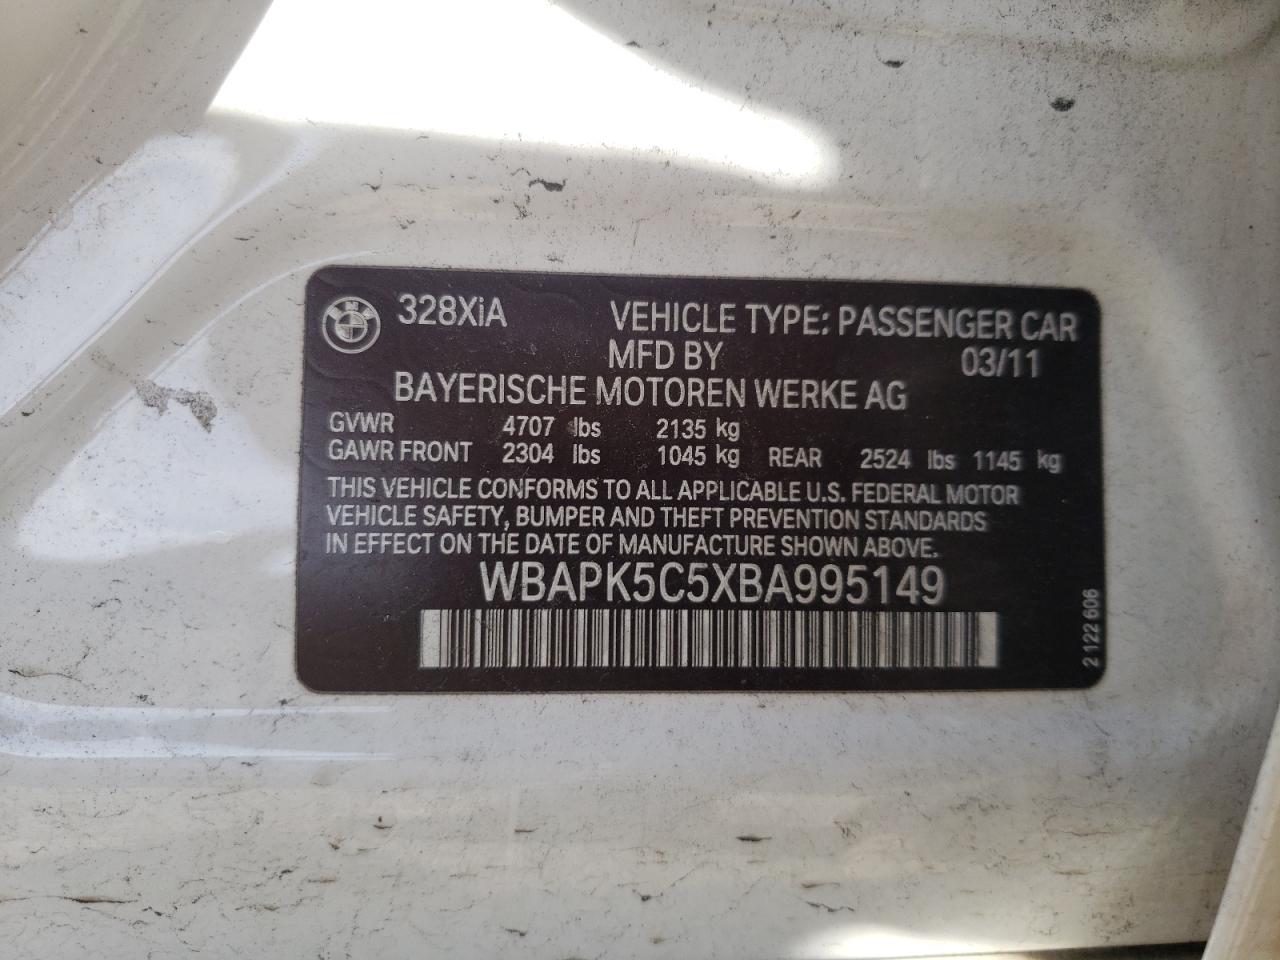 BMW 328XiA VEHICLE TYPE: PASSENGER CAR
MFD BY 03/11
BAYERISCHE MOTOREN WERKE AG
GVWR 4707 lbs 2135 kg
GAWR FRONT 2304 lbs 1045 kg REAR 2524 lbs 1145 kg
THIS VEHICLE CONFORMS TO ALL APPLICABLE U.S. FEDERAL MOTOR
VEHICLE SAFETY, BUMPER AND THEFT PREVENTION STANDARDS
IN EFFECT ON THE DATE OF MANUFACTURE SHOWN ABOVE.
WBAPK5C5XBA995149
2 122 606